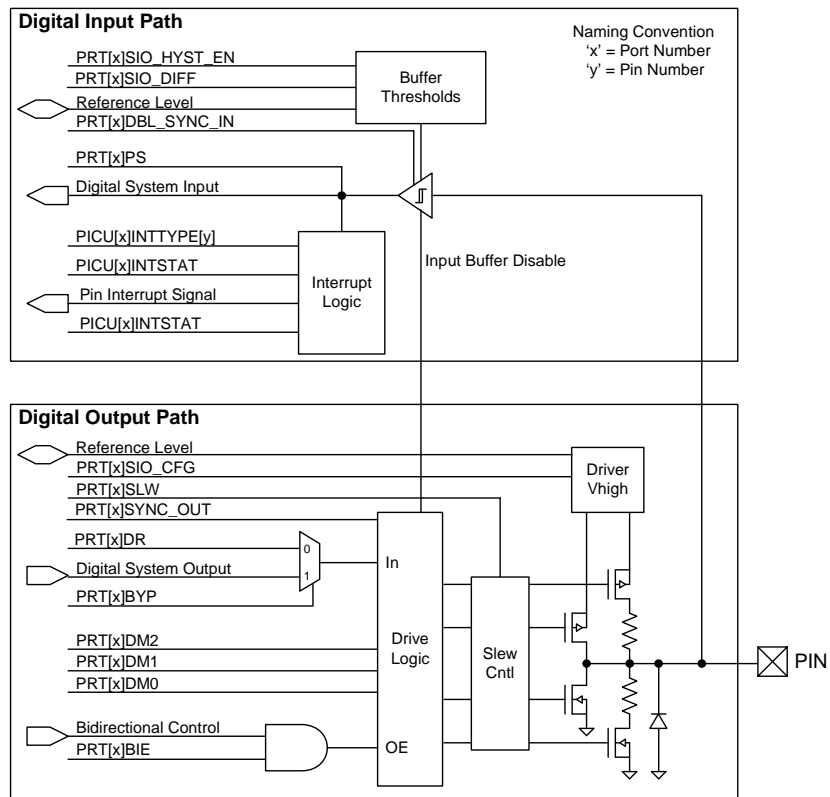 Digital Input Path
Naming Convention
'x' = Port Number
'y' = Pin Number
PRT[x]SIO_HYST_EN
PRT[x]SIO_DIFF
Reference Level
PRT[x]DBL_SYNC_IN
Buffer
Thresholds
PRT[x]PS
Digital System Input
PICU[x]INTTYPE[y]
PICU[x]INTSTAT
Pin Interrupt Signal
PICU[x]INTSTAT
Interrupt
Logic
Input Buffer Disable
Digital Output Path
Reference Level
PRT[x]SIO_CFG
PRT[x]SLW
PRT[x]SYNC_OUT
Driver
Vhigh
PRT[x]DR
Digital System Output
PRT[x]BYP
0
1
In
PRT[x]DM2
PRT[x]DM1
PRT[x]DM0
Drive
Logic
Slew
Cntl
PIN
Bidirectional Control
PRT[x]BIE
OE